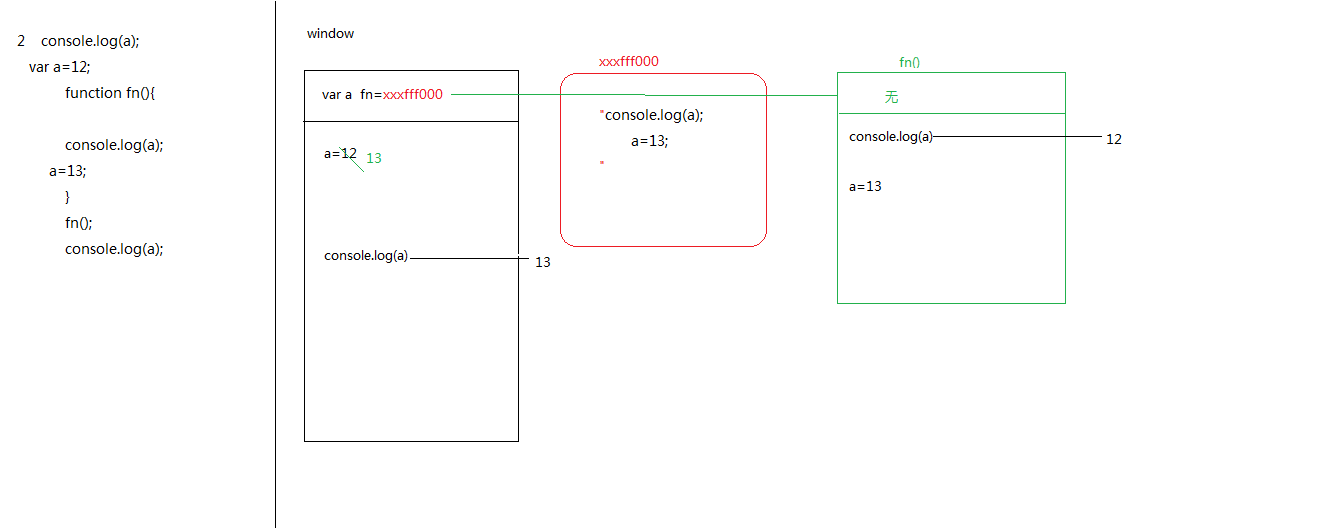 2 console.log(a);
var a=12;
function fn(){
console.log(a);
a=13;
}
fn();
console.log(a);
window
var a fn=xxxfff000
a=12 13
console.log(a) 13
xxxfff000
"console.log(a);
a=13;
"
fn()
无
console.log(a) 12
a=13